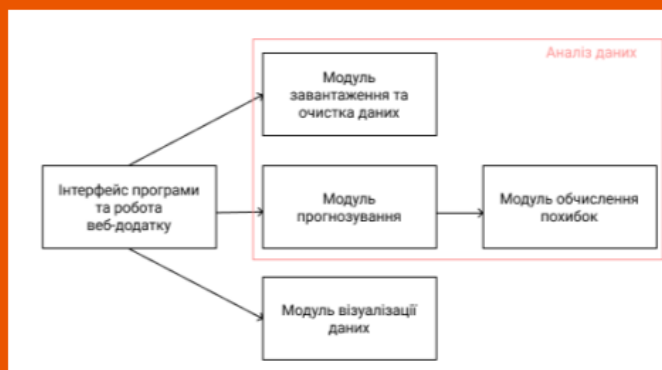 Аналіз даних
Модуль
завантаження та
очистка даних
Інтерфейс програми
та робота
веб-додатку
Модуль
прогнозування
Модуль обчислення
похибок
Модуль візуалізації
даних